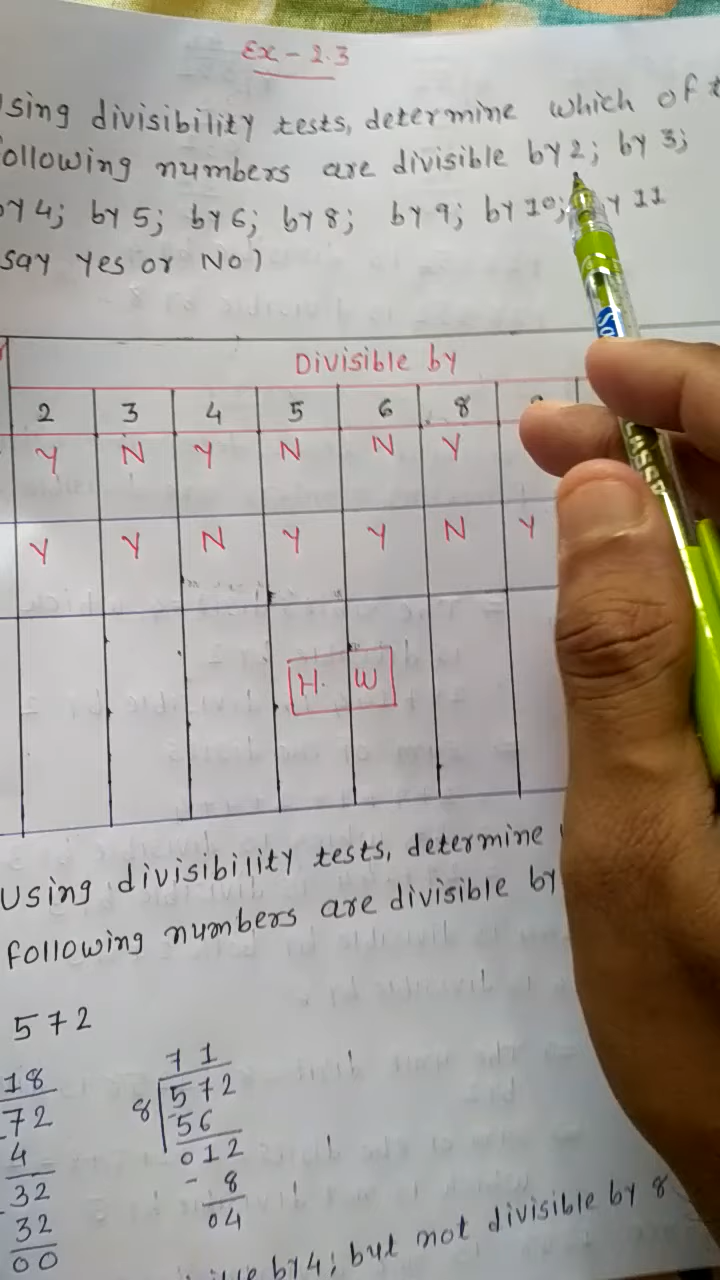 Ex - 2.3
sing divisibility tests, determine which of t
ollowing numbers are divisible by 2; by 3;
by 4; by 5; by 6; by 8; by 9; by 10; by 11
say Yes or No)
Divisible by
2 3 4 5 6 8
Y N Y N N Y
Y Y N Y Y N Y
H. W
Using divisibility tests, determine
following numbers are divisible by
572
18
72
4
32
32
00
71
8 572
56
012
- 8
04
by 4; but not divisible by 8